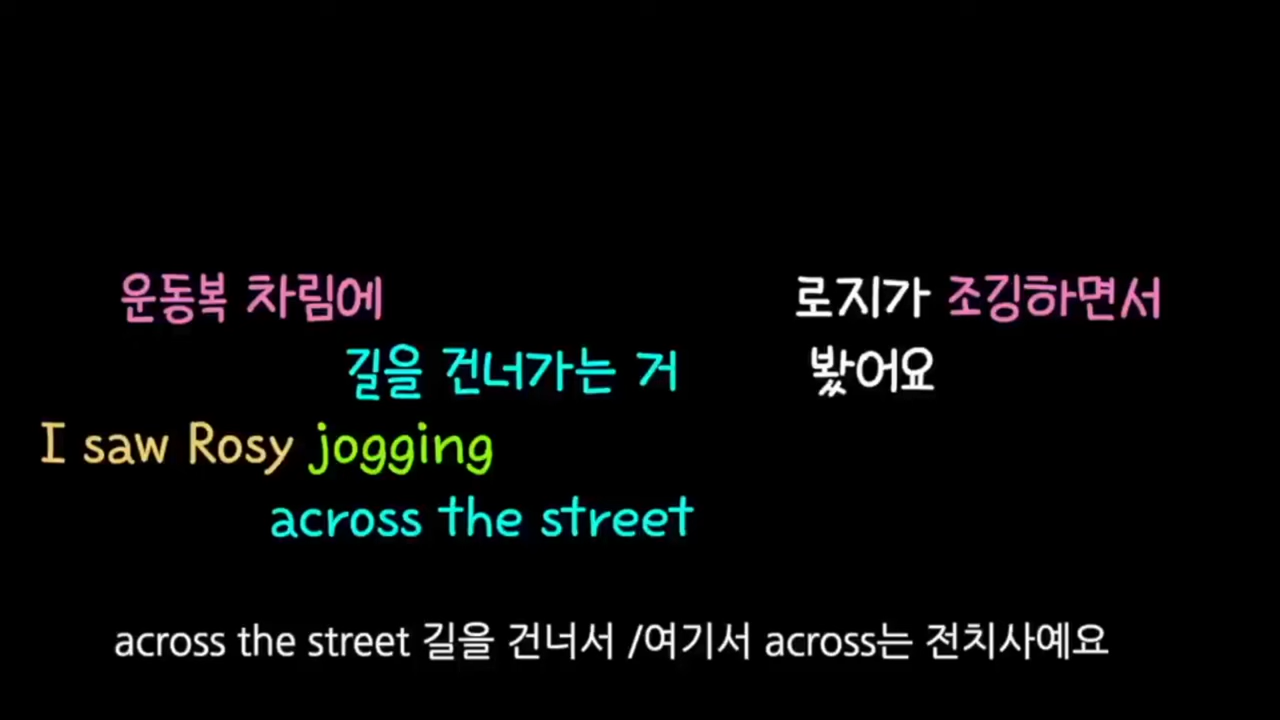 운동복 차림에 로지가 조깅하면서
길을 건너가는 거 봤어요
I saw Rosy jogging
across the street
across the street 길을 건너서 /여기서 across는 전치사예요